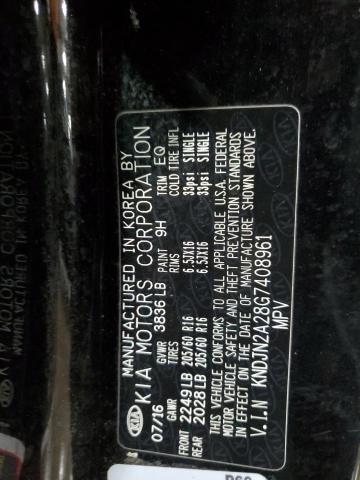 MANUFACTURED IN KOREA BY
KIA KIA MOTORS CORPORATION
07/16 GVWR 3836 LB PAINT 9H TRIM EQ
GAWR TIRES RIMS COLD TIRE INFL
FRONT 2249 LB 205/60 R16 6.5JX16 33psi SINGLE
REAR 2028 LB 205/60 R16 6.5JX16 33psi SINGLE
THIS VEHICLE CONFORMS TO ALL APPLICABLE U.S.A. FEDERAL
MOTOR VEHICLE SAFETY AND THEFT PREVENTION STANDARDS
IN EFFECT ON THE DATE OF MANUFACTURE SHOWN ABOVE.
V.I.N KNDJN2A28G7408961
MPV